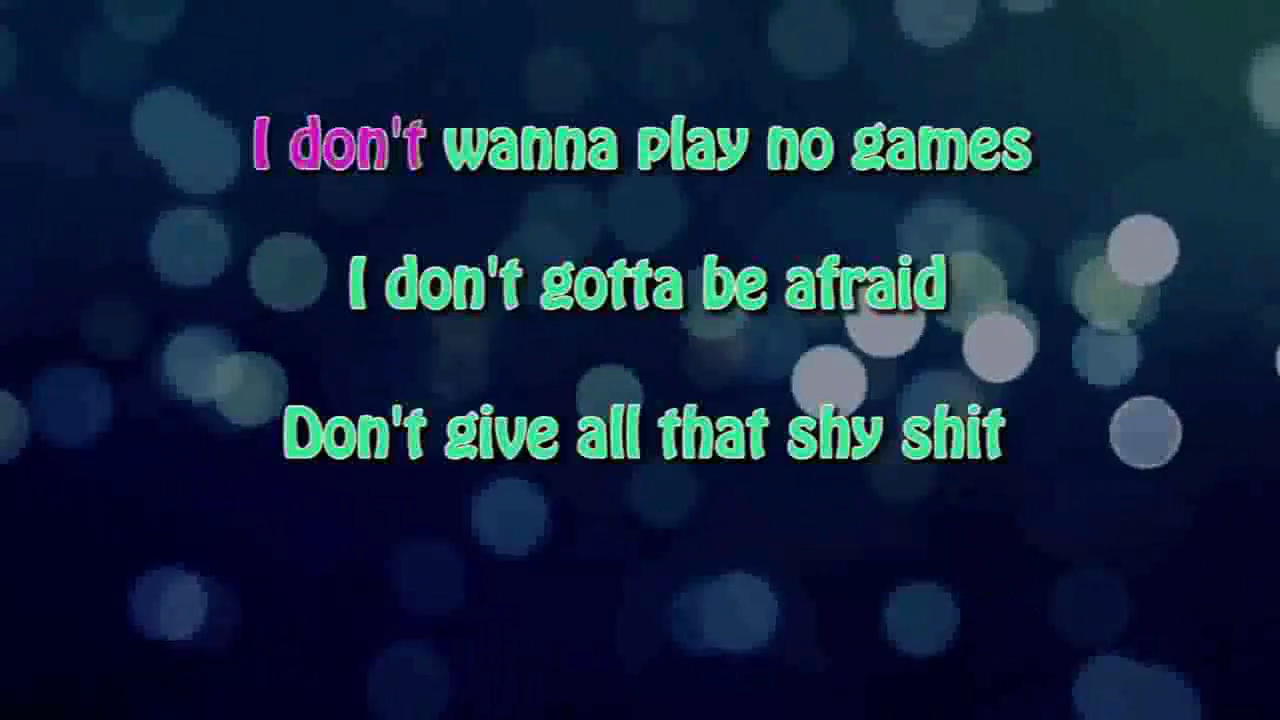 I don't wanna play no games
I don't gotta be afraid
Don't give all that shy shit